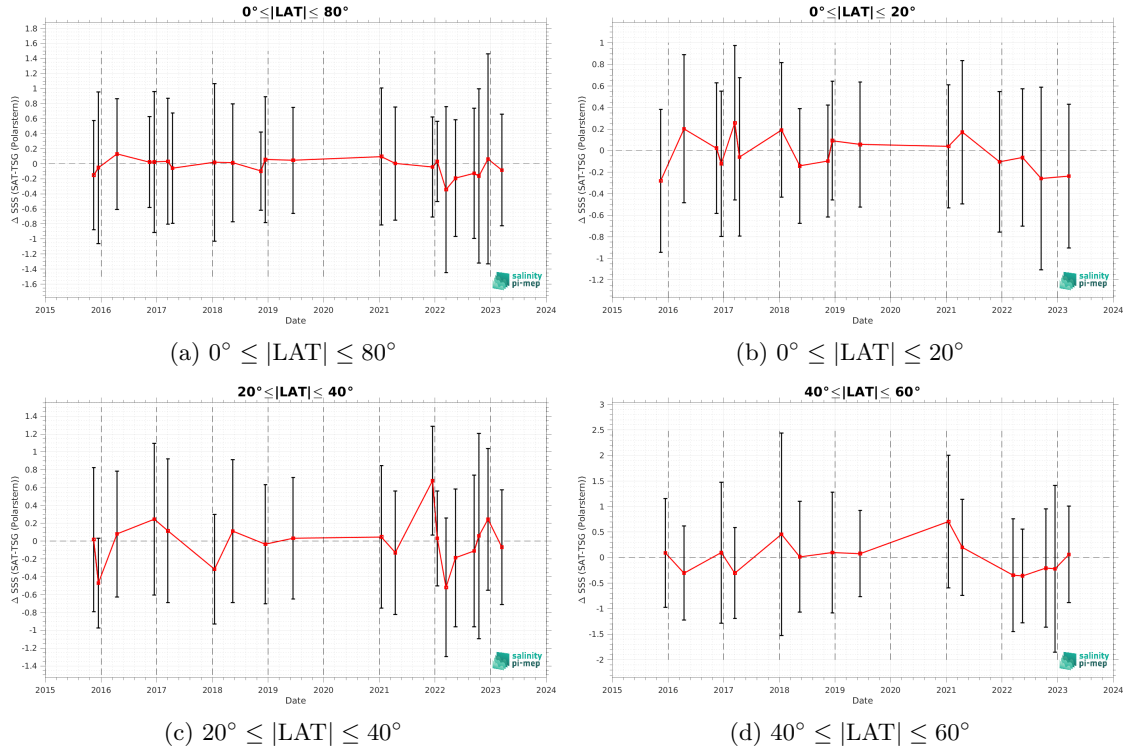 0°≤|LAT|≤ 80°
Δ SSS (SAT-TSG (Polarstern))
1.8
1.6
1.4
1.2
1
0.8
0.6
0.4
0.2
0
-0.2
-0.4
-0.6
-0.8
-1
-1.2
-1.4
-1.6
salinity
pi-mep
2015 2016 2017 2018 2019 2020 2021 2022 2023 2024
Date
(a) 0° ≤ |LAT| ≤ 80°
0°≤|LAT|≤ 20°
Δ SSS (SAT-TSG (Polarstern))
1
0.8
0.6
0.4
0.2
0
-0.2
-0.4
-0.6
-0.8
-1
-1.2
salinity
pi-mep
2015 2016 2017 2018 2019 2020 2021 2022 2023 2024
Date
(b) 0° ≤ |LAT| ≤ 20°
20°≤|LAT|≤ 40°
Δ SSS (SAT-TSG (Polarstern))
1.4
1.2
1
0.8
0.6
0.4
0.2
0
-0.2
-0.4
-0.6
-0.8
-1
-1.2
-1.4
salinity
pi-mep
2015 2016 2017 2018 2019 2020 2021 2022 2023 2024
Date
(c) 20° ≤ |LAT| ≤ 40°
40°≤|LAT|≤ 60°
Δ SSS (SAT-TSG (Polarstern))
3
2.5
2
1.5
1
0.5
0
-0.5
-1
-1.5
-2
salinity
pi-mep
2015 2016 2017 2018 2019 2020 2021 2022 2023 2024
Date
(d) 40° ≤ |LAT| ≤ 60°